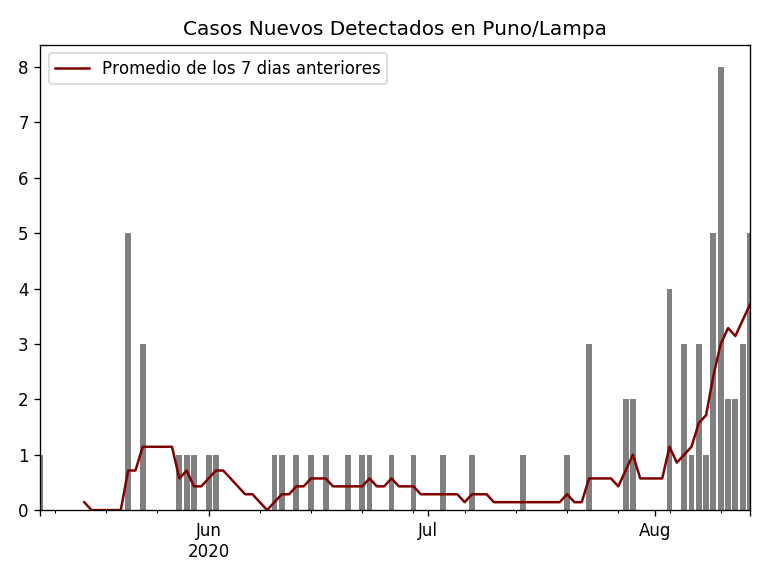 Casos Nuevos Detectados en Puno/Lampa
Promedio de los 7 dias anteriores
8
7
6
5
4
3
2
1
0
Jun
2020
Jul
Aug